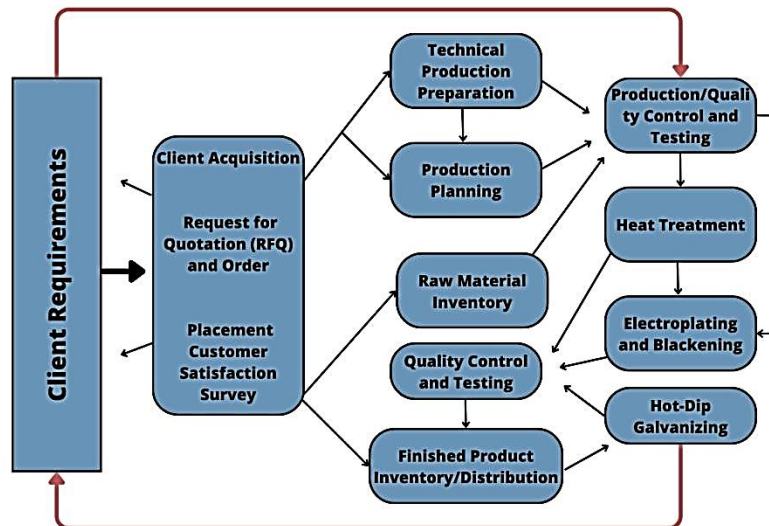 Client Requirements
Client Acquisition
Request for
Quotation (RFQ)
and Order
Placement
Customer
Satisfaction
Survey
Technical
Production
Preparation
Production
Planning
Raw Material
Inventory
Quality Control
and Testing
Finished Product
Inventory/Distribution
Production/Quali
ty Control and
Testing
Heat Treatment
Electroplating
and Blackening
Hot-Dip
Galvanizing